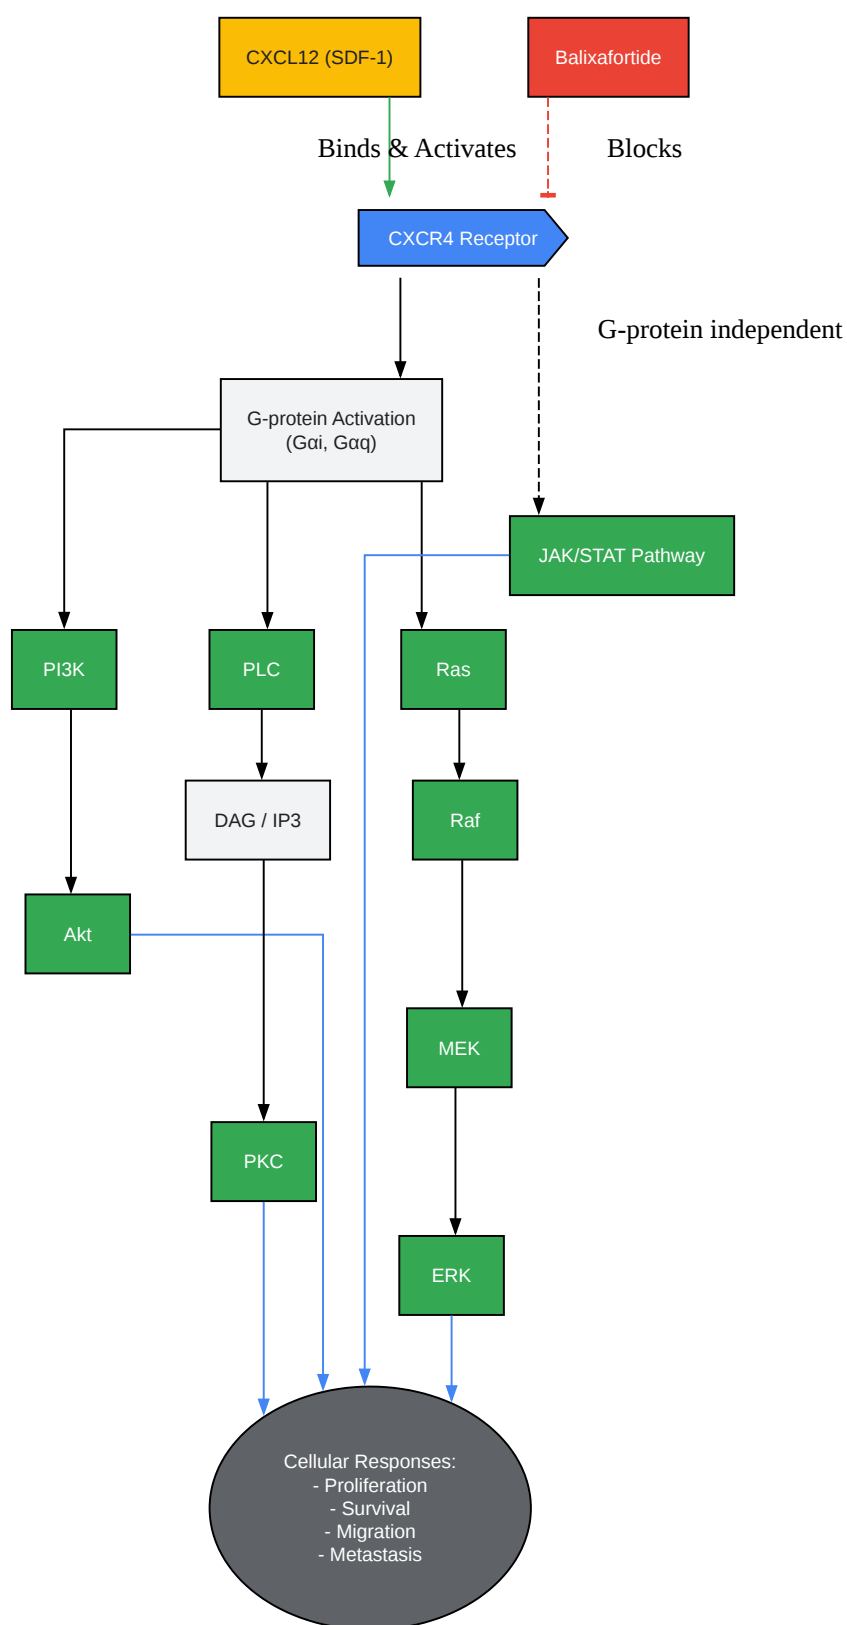 CXCL12 (SDF-1)
Balixafortide
Binds & Activates
Blocks
CXCR4 Receptor
G-protein independent
G-protein Activation
(Gαi, Gαq)
JAK/STAT Pathway
PI3K
PLC
Ras
DAG / IP3
Raf
Akt
MEK
PKC
ERK
Cellular Responses:
- Proliferation
- Survival
- Migration
- Metastasis